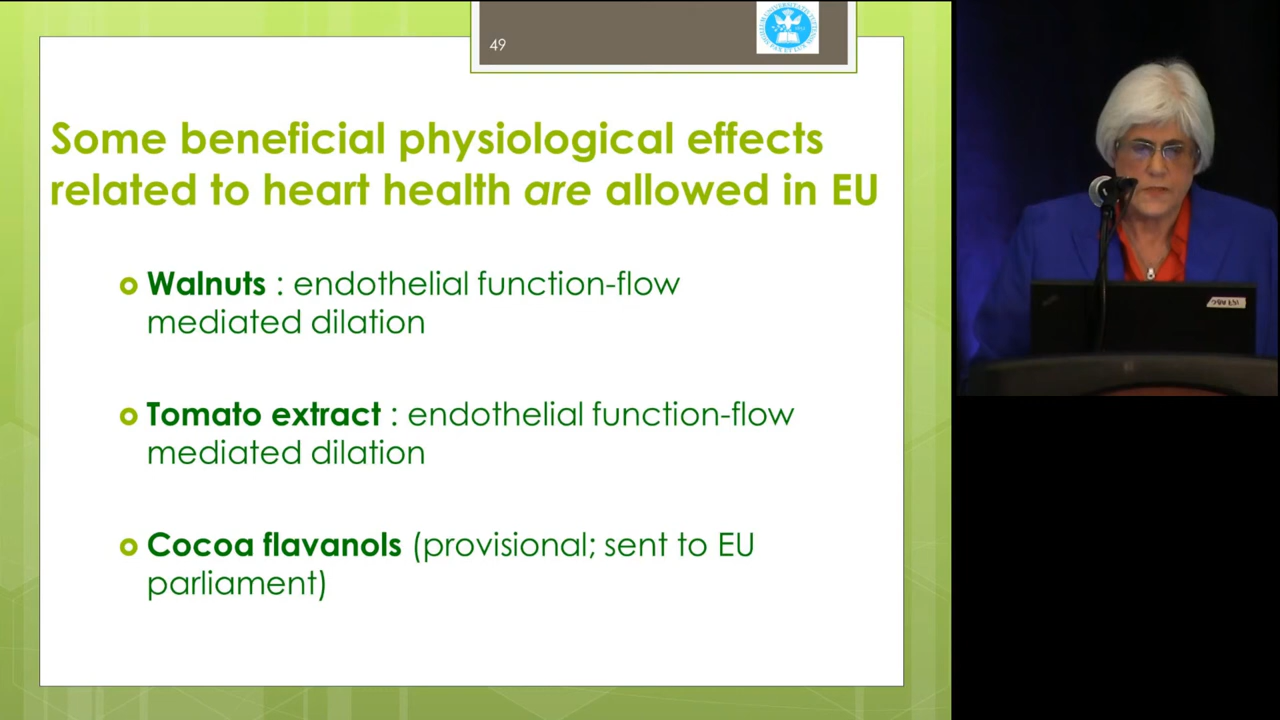 49
Some beneficial physiological effects
related to heart health are allowed in EU
Walnuts : endothelial function-flow
mediated dilation
Tomato extract : endothelial function-flow
mediated dilation
Cocoa flavanols (provisional; sent to EU
parliament)